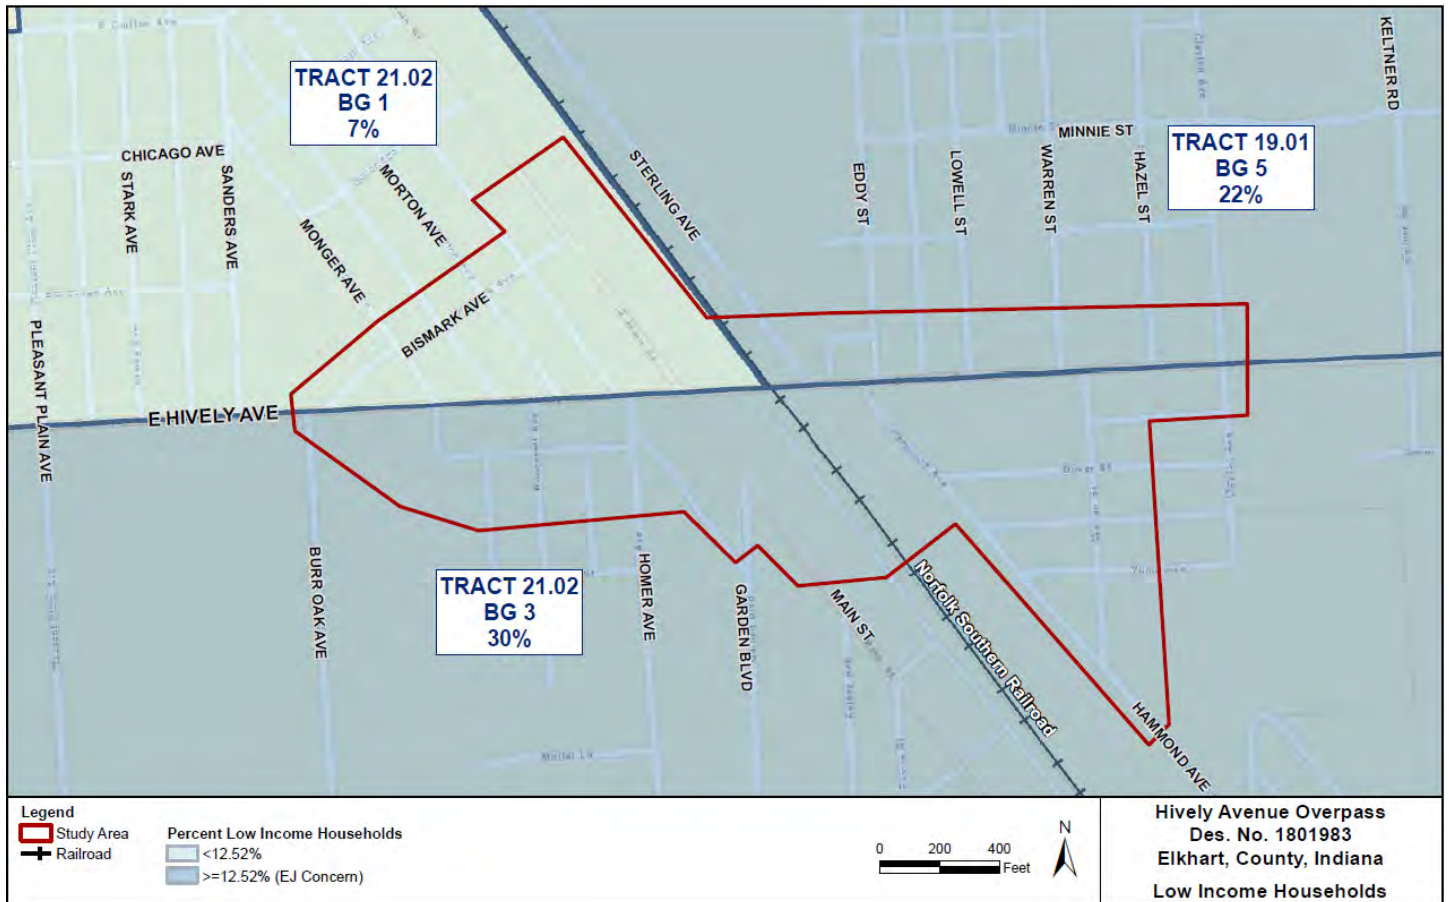 E Dallas Ave
KELTNER RD
TRACT 21.02
BG 1
7%
MINNIE ST
TRACT 19.01
BG 5
22%
CHICAGO AVE
STARK AVE
SANDERS AVE
MORTON AVE
MONGER AVE
STERLING AVE
EDDY ST
LOWELL ST
WARREN ST
HAZEL ST
BISMARK AVE
PLEASANT PLAIN AVE
E HIVELY AVE
BURR OAK AVE
TRACT 21.02
BG 3
30%
HOMER AVE
GARDEN BLVD
MAIN ST
Norfolk Southern Railroad
HAMMOND AVE
Legend
Study Area
Railroad
Percent Low Income Households
<12.52%
>=12.52% (EJ Concern)
0 200 400
Feet
N
Hively Avenue Overpass
Des. No. 1801983
Elkhart, County, Indiana
Low Income Households